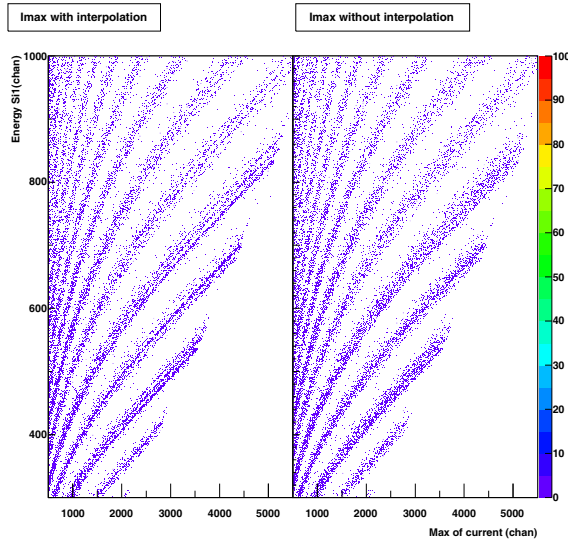 Imax with interpolation
Imax without interpolation
Energy SI1(chan)
1000
800
600
400
1000 2000 3000 4000 5000
1000 2000 3000 4000 5000
100
90
80
70
60
50
40
30
20
10
0
Max of current (chan)